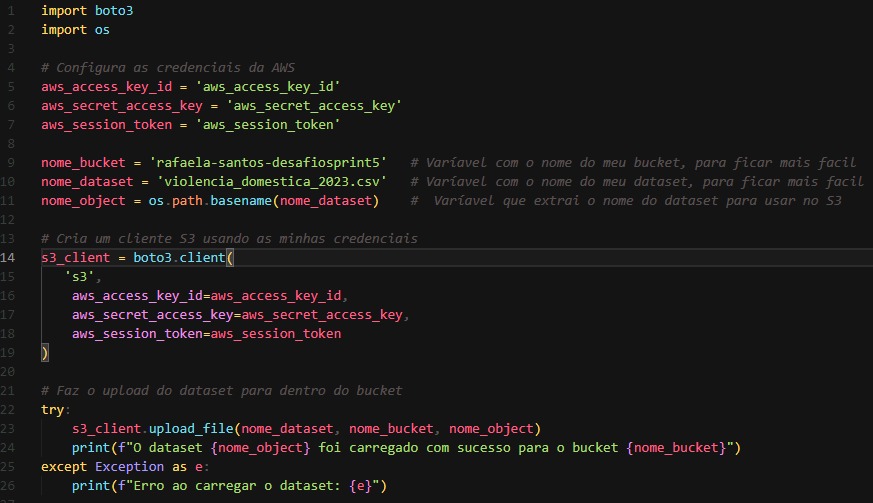 1 import boto3
2 import os
3
4 # Configura as credenciais da AWS
5 aws_access_key_id = 'aws_access_key_id'
6 aws_secret_access_key = 'aws_secret_access_key'
7 aws_session_token = 'aws_session_token'
8
9 nome_bucket = 'rafaela-santos-desafiosprint5'   # Varíavel com o nome do meu bucket, para ficar mais facil
10 nome_dataset = 'violencia_domestica_2023.csv'   # Varíavel com o nome do meu dataset, para ficar mais facil
11 nome_object = os.path.basename(nome_dataset)    #  Varíavel que extrai o nome do dataset para usar no S3
12
13 # Cria um cliente S3 usando as minhas credenciais
14 s3_client = boto3.client(
15    's3',
16     aws_access_key_id=aws_access_key_id,
17     aws_secret_access_key=aws_secret_access_key,
18     aws_session_token=aws_session_token
19 )
20
21 # Faz o upload do dataset para dentro do bucket
22 try:
23     s3_client.upload_file(nome_dataset, nome_bucket, nome_object)
24     print(f"O dataset {nome_object} foi carregado com sucesso para o bucket {nome_bucket}")
25 except Exception as e:
26     print(f"Erro ao carregar o dataset: {e}")